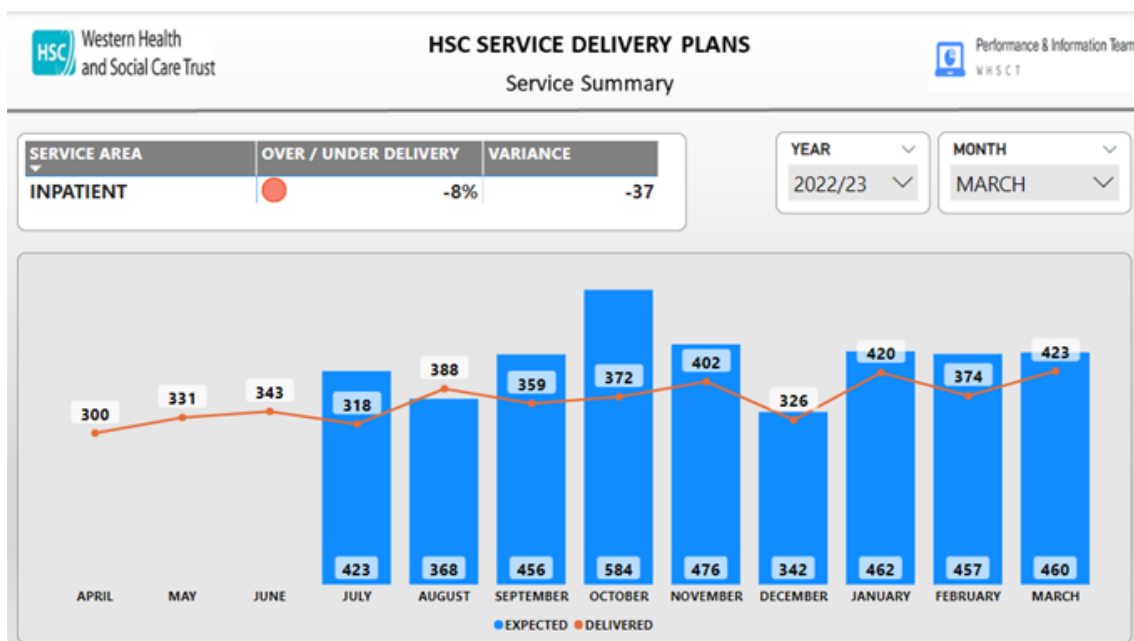 HSC
Western Health
and Social Care Trust
HSC SERVICE DELIVERY PLANS
Service Summary
Performance & Information Team
WHSCT
SERVICE AREA OVER / UNDER DELIVERY VARIANCE
INPATIENT -8% -37
YEAR
2022/23
MONTH
MARCH
300 331 343 318 388 359 372 402 326 420 374 423
423 368 456 584 476 342 462 457 460
APRIL MAY JUNE JULY AUGUST SEPTEMBER OCTOBER NOVEMBER DECEMBER JANUARY FEBRUARY MARCH
EXPECTED DELIVERED